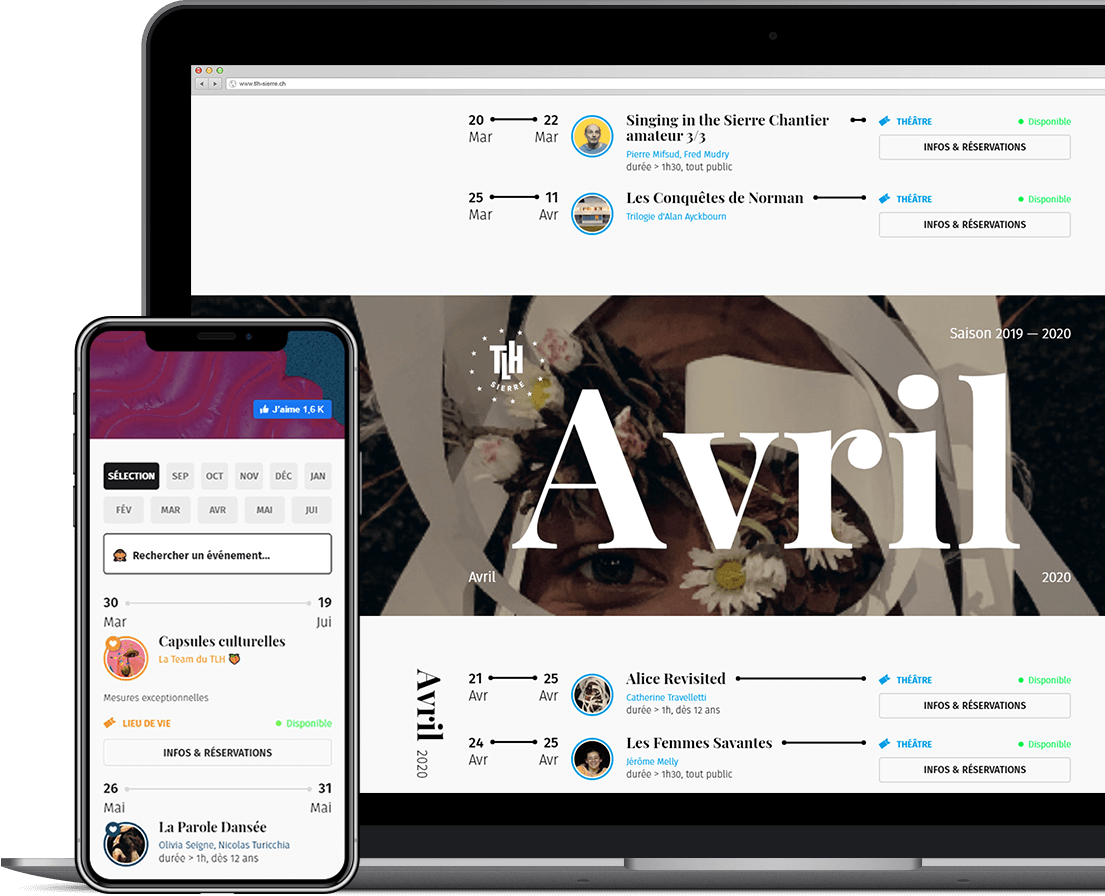 www.tlh-sierre.ch
20 22 Singing in the Sierre Chantier THÉÂTRE Disponible
Mar Mar amateur 3/3
INFOS & RÉSERVATIONS
Pierre Mifsud, Fred Mudry
durée > 1h30, tout public
25 11 Les Conquêtes de Norman THÉÂTRE Disponible
Mar Avr Trilogie d'Alan Ayckbourn
INFOS & RÉSERVATIONS
TLH
SIERRE
Saison 2019 — 2020
Avril
Avril 2020
Avril 2020
21 25 Alice Revisited THÉÂTRE Disponible
Avr Avr Catherine Travelletti
durée > 1h, dès 12 ans
INFOS & RÉSERVATIONS
24 25 Les Femmes Savantes THÉÂTRE Disponible
Avr Avr Jérôme Melly
durée > 1h30, tout public
INFOS & RÉSERVATIONS
J'aime 1,6 K
SÉLECTION SEP OCT NOV DÉC JAN
FÉV MAR AVR MAI JUI
Rechercher un événement...
30 19
Mar Jui
Capsules culturelles
La Team du TLH
Mesures exceptionnelles
LIEU DE VIE Disponible
INFOS & RÉSERVATIONS
26 31
Mai Mai
La Parole Dansée
Olivia Seigne, Nicolas Turicchia
durée > 1h, dès 12 ans